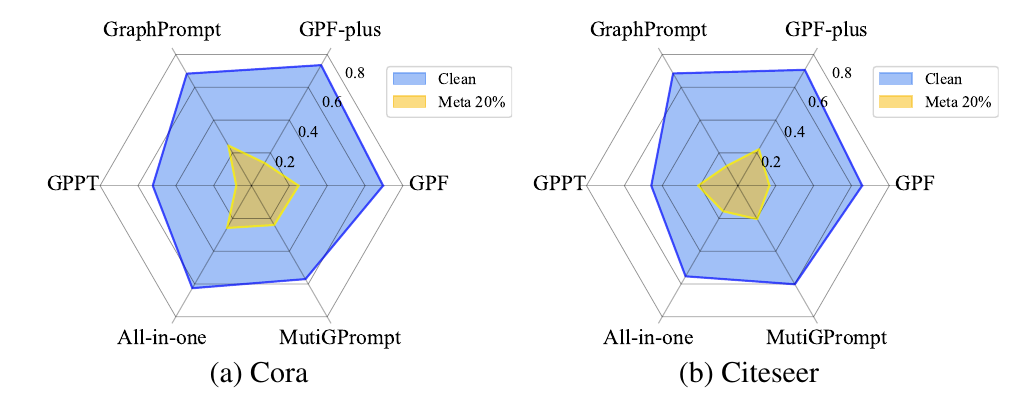 GraphPrompt
GPF-plus
0.8
Clean
Meta 20%
0.6
0.4
0.2
GPPT
GPF
All-in-one
MutiGPrompt
(a) Cora
GraphPrompt
GPF-plus
0.8
Clean
Meta 20%
0.6
0.4
0.2
GPPT
GPF
All-in-one
MutiGPrompt
(b) Citeseer